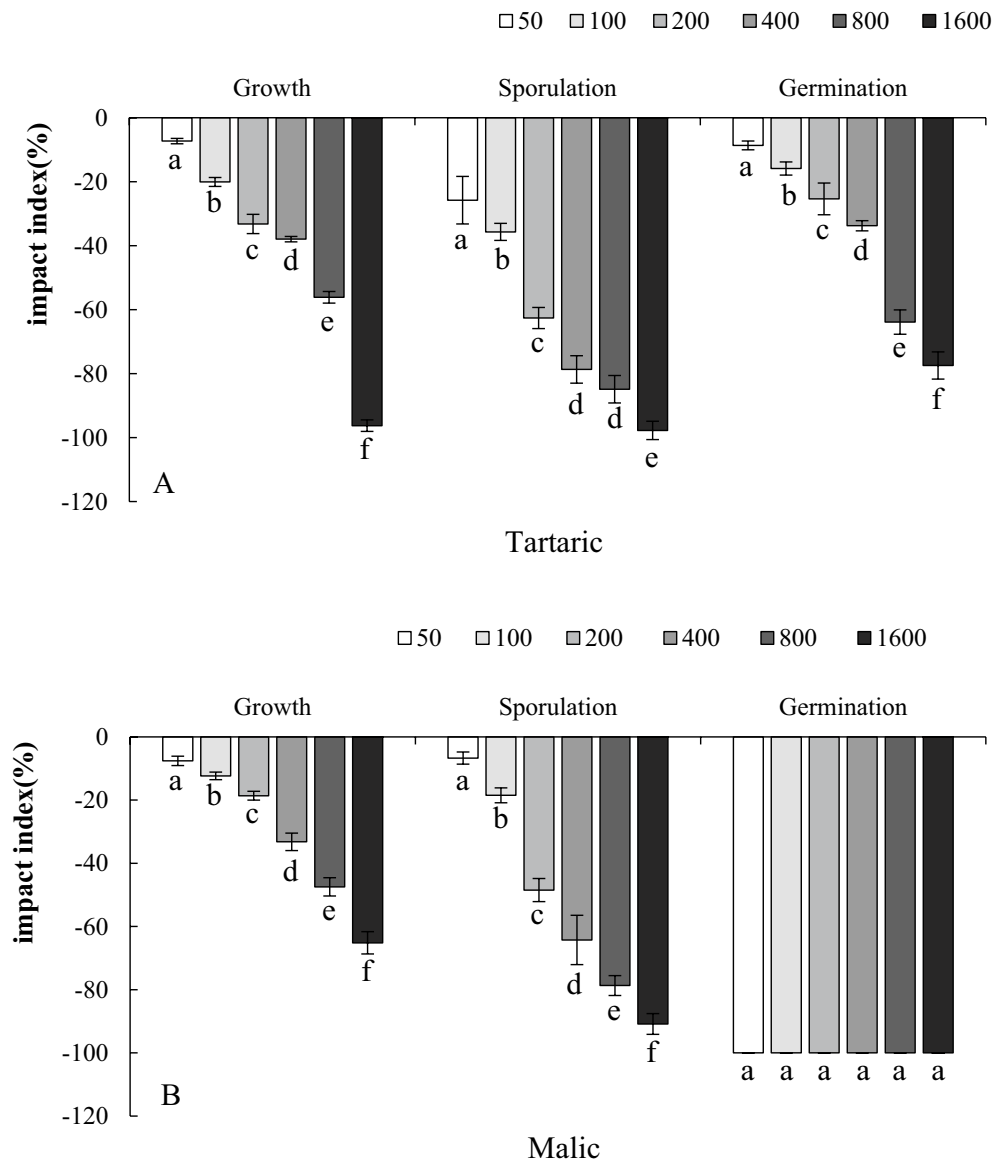 50 100 200 400 800 1600
Growth Sporulation Germination
0
-20
-40
-60
-80
-100
-120
impact index(%)
a b c d e f
a b c d d e
a b c d e f
A
Tartaric
50 100 200 400 800 1600
Growth Sporulation Germination
0
-20
-40
-60
-80
-100
-120
impact index(%)
a b c d e f
a b c d e f
a a a a a a
B
Malic